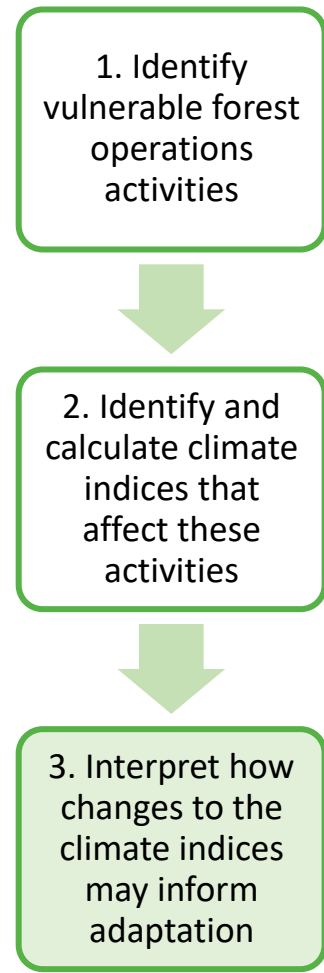 1. Identify
vulnerable forest
operations
activities
2. Identify and
calculate climate
indices that
affect these
activities
3. Interpret how
changes to the
climate indices
may inform
adaptation